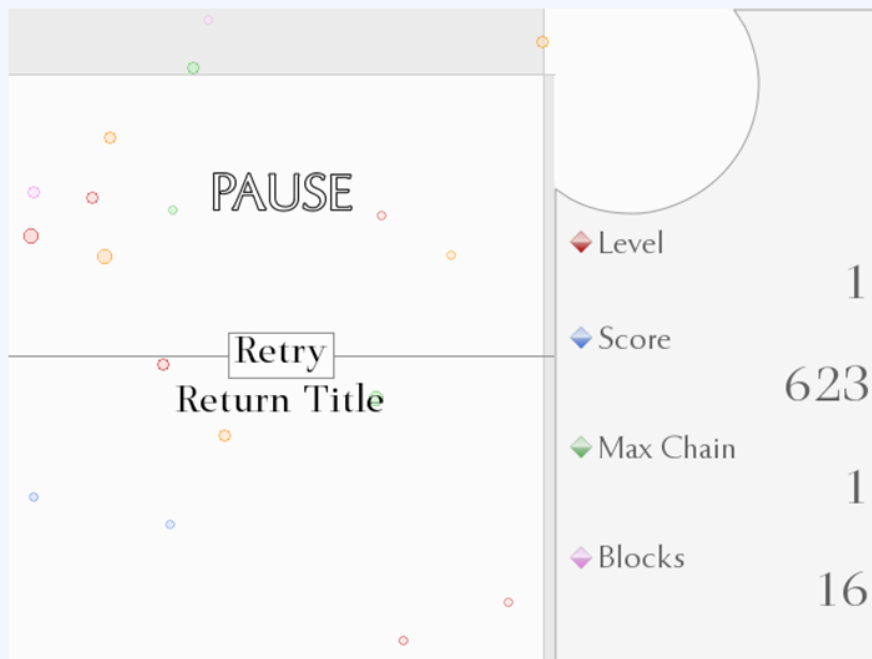 PAUSE
Retry
Return Title
Level
1
Score
623
Max Chain
1
Blocks
16